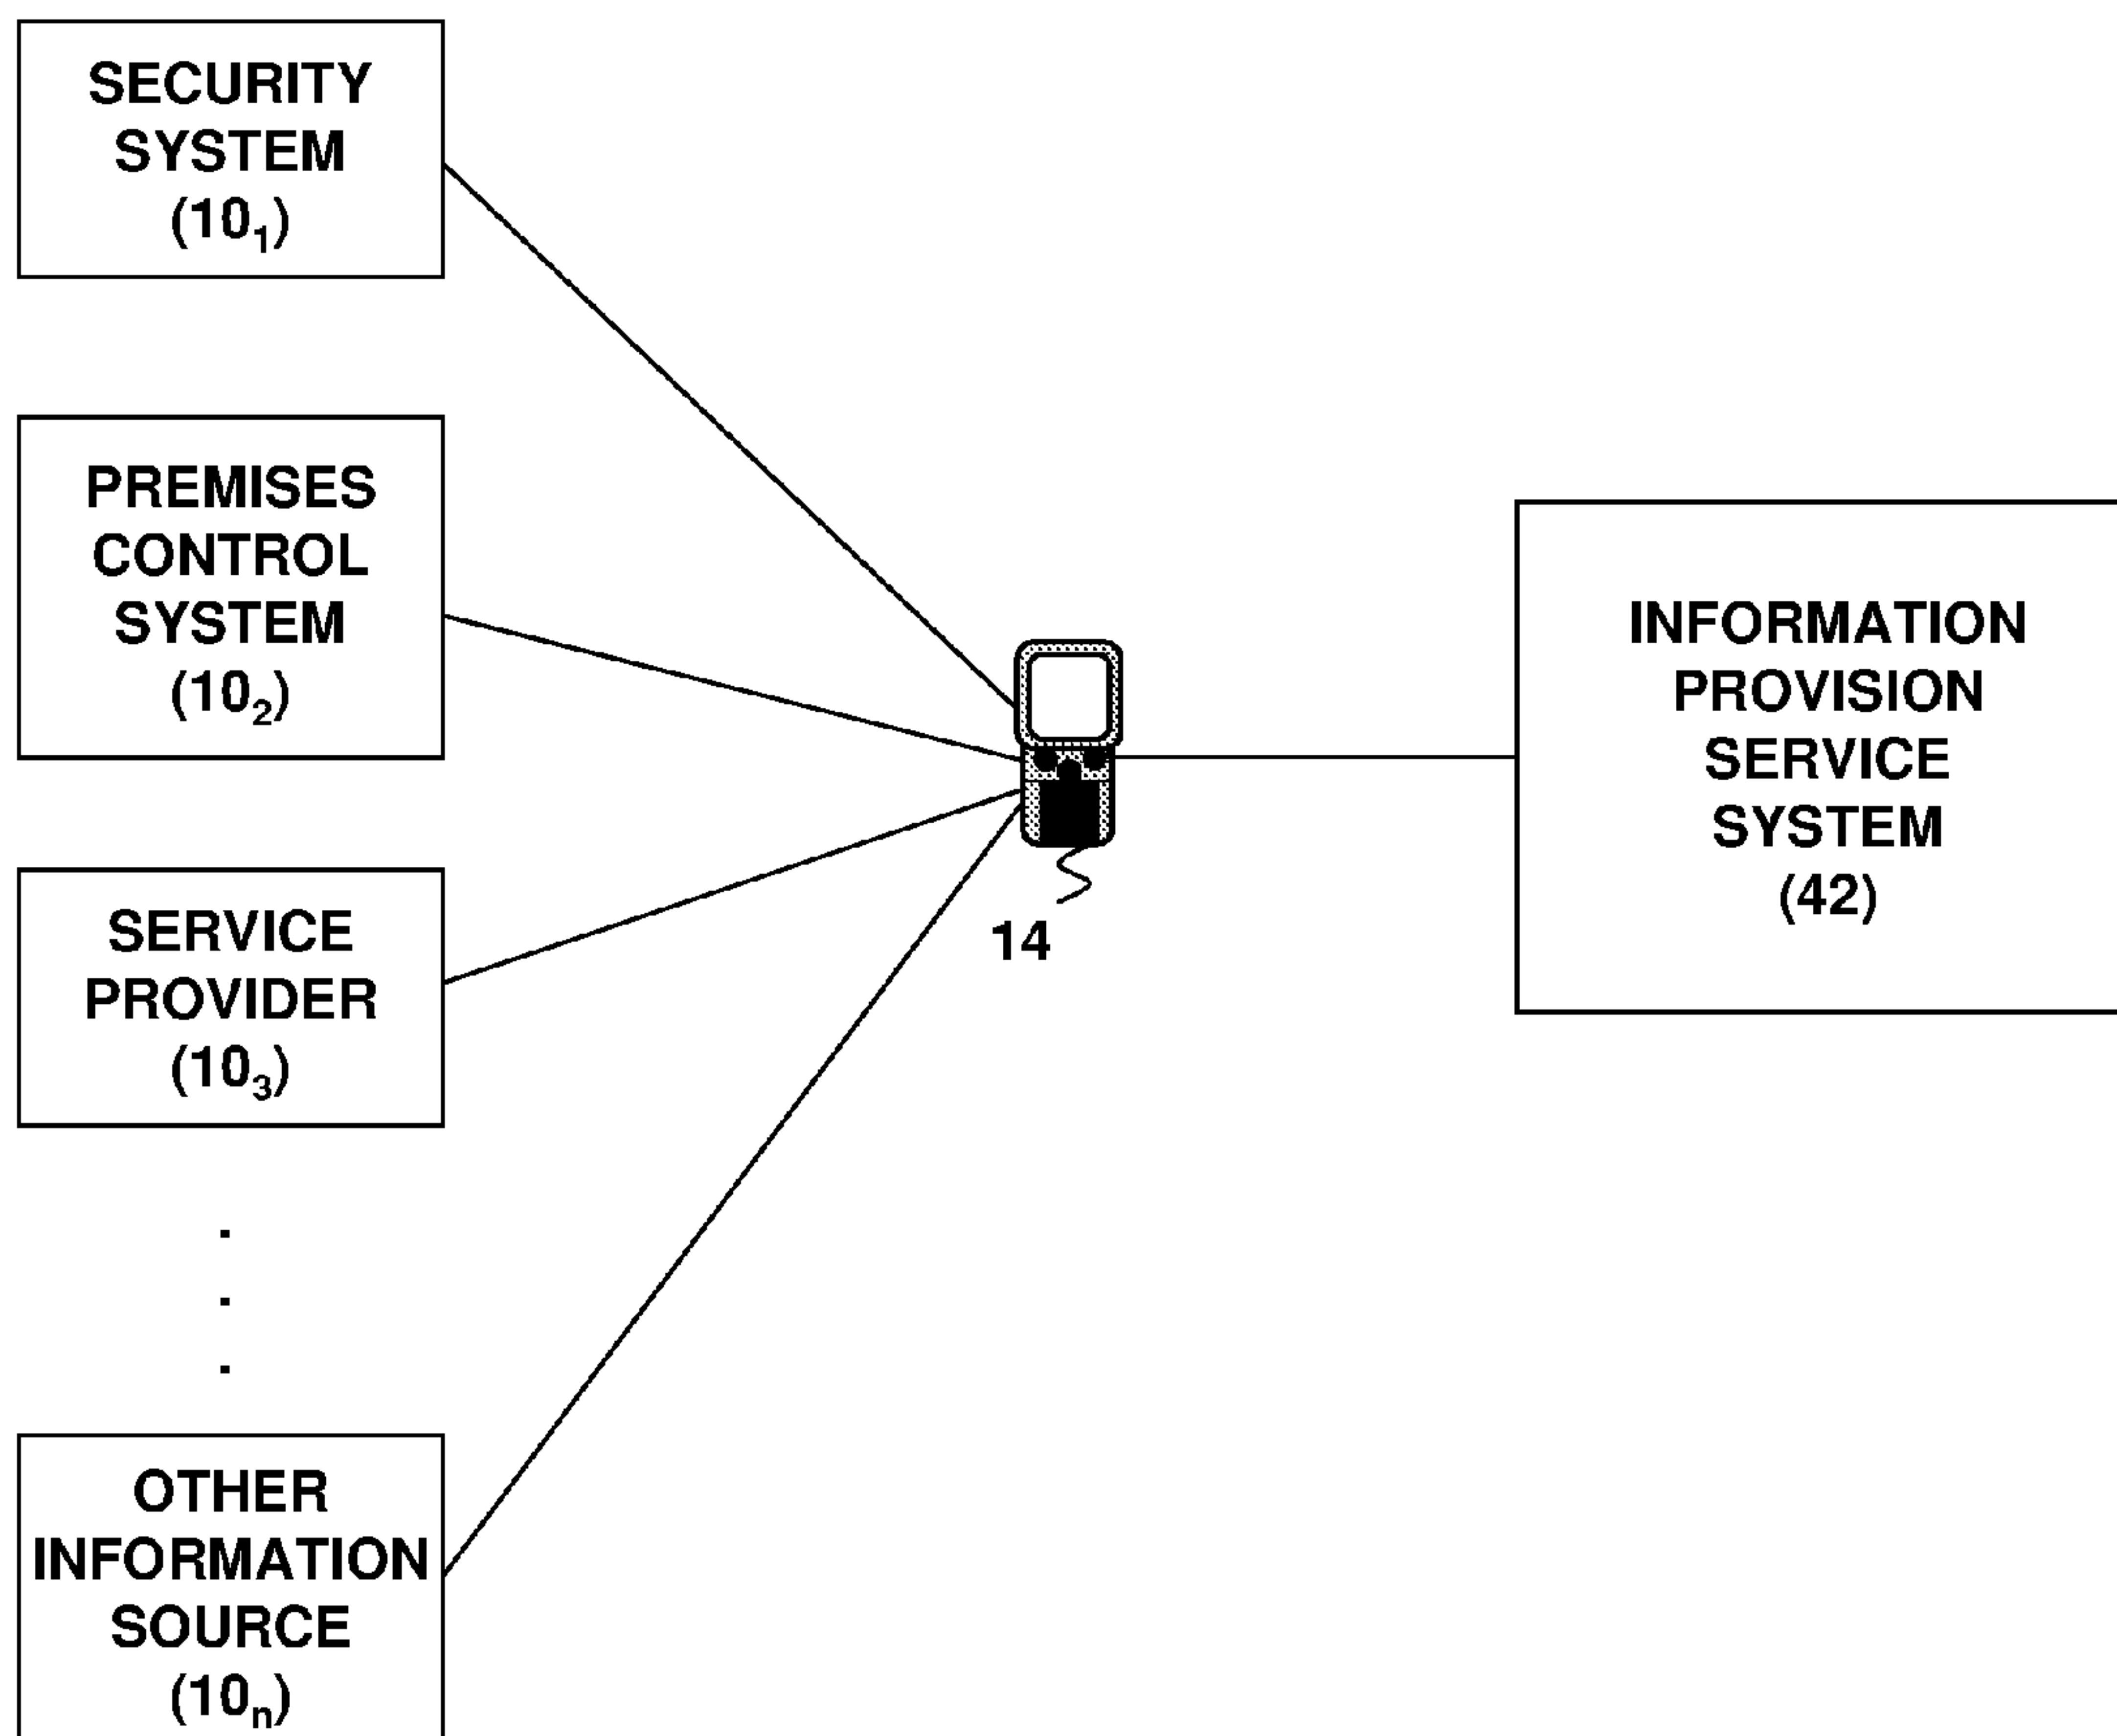 SECURITY
SYSTEM
(10₁)
PREMISES
CONTROL
SYSTEM
(10₂)
SERVICE
PROVIDER
(10₃)
.
.
.
OTHER
INFORMATION
SOURCE
(10ₙ)
14
INFORMATION
PROVISION
SERVICE
SYSTEM
(42)